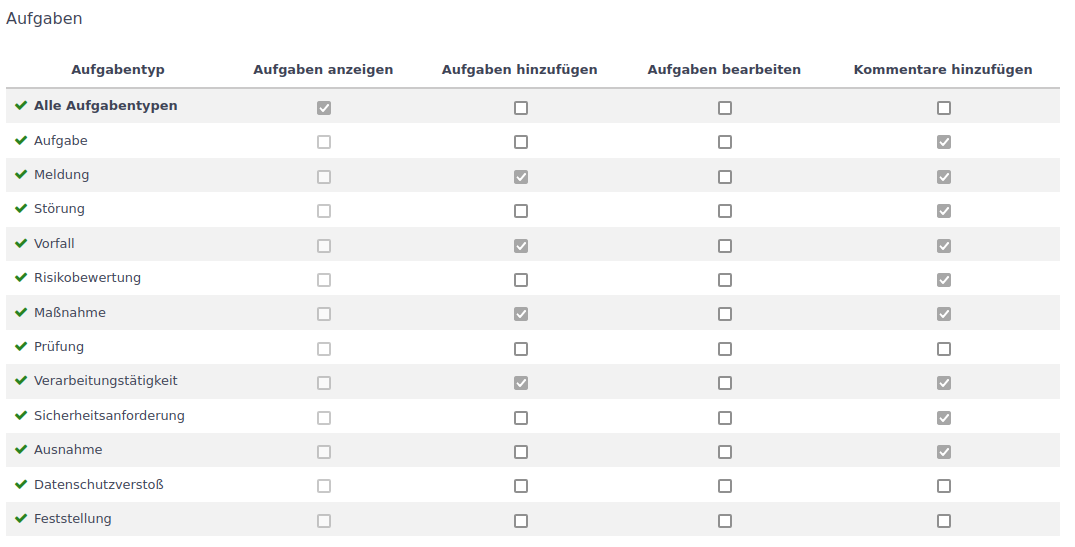 Aufgaben
Aufgabentyp Aufgaben anzeigen Aufgaben hinzufügen Aufgaben bearbeiten Kommentare hinzufügen
Alle Aufgabentypen
Aufgabe
Meldung
Störung
Vorfall
Risikobewertung
Maßnahme
Prüfung
Verarbeitungstätigkeit
Sicherheitsanforderung
Ausnahme
Datenschutzverstoß
Feststellung